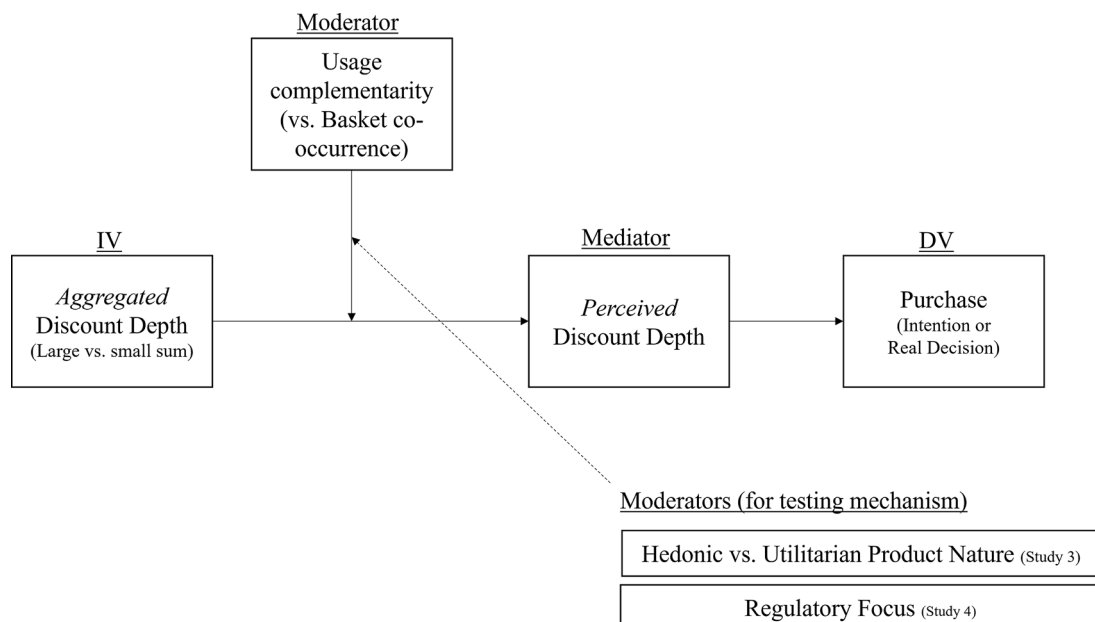 Moderator
Usage
complementarity
(vs. Basket co-
occurrence)
IV
Aggregated
Discount Depth
(Large vs. small sum)
Mediator
Perceived
Discount Depth
DV
Purchase
(Intention or
Real Decision)
Moderators (for testing mechanism)
Hedonic vs. Utilitarian Product Nature (Study 3)
Regulatory Focus (Study 4)